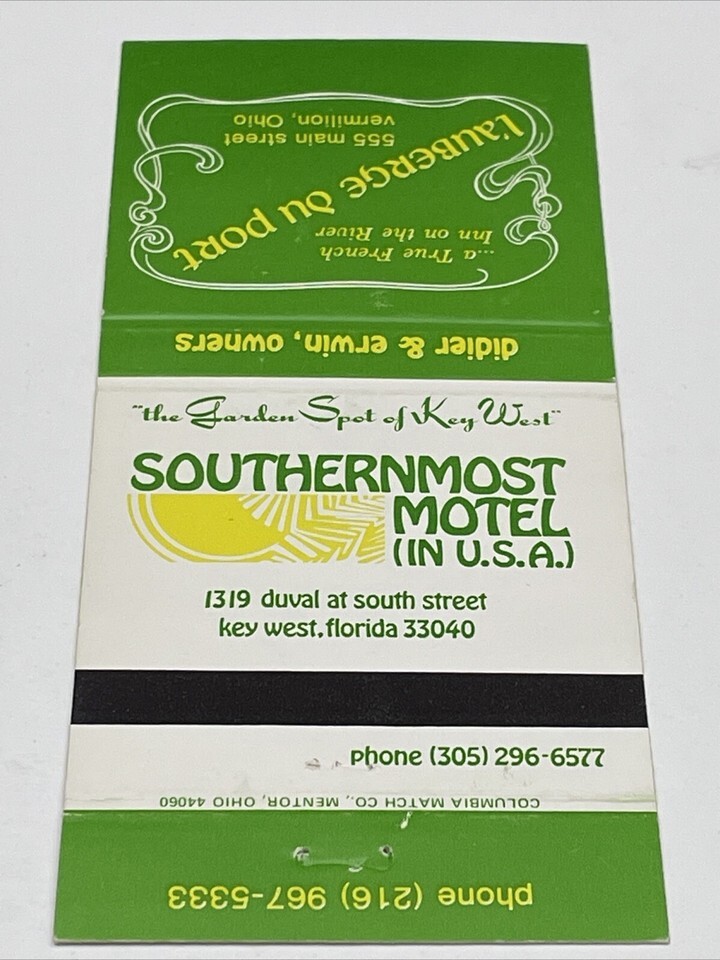 L'AUBERGE DU PORT
555 main street
vermilion, Ohio
...a True French
Inn on the River
didier & erwin, owners
"the Garden Spot of Key West"
SOUTHERNMOST
MOTEL
(IN U.S.A.)
1319 duval at south street
key west, florida 33040
phone (305) 296-6577
COLUMBIA MATCH CO., MENTOR, OHIO 44060
phone (216) 967-5333